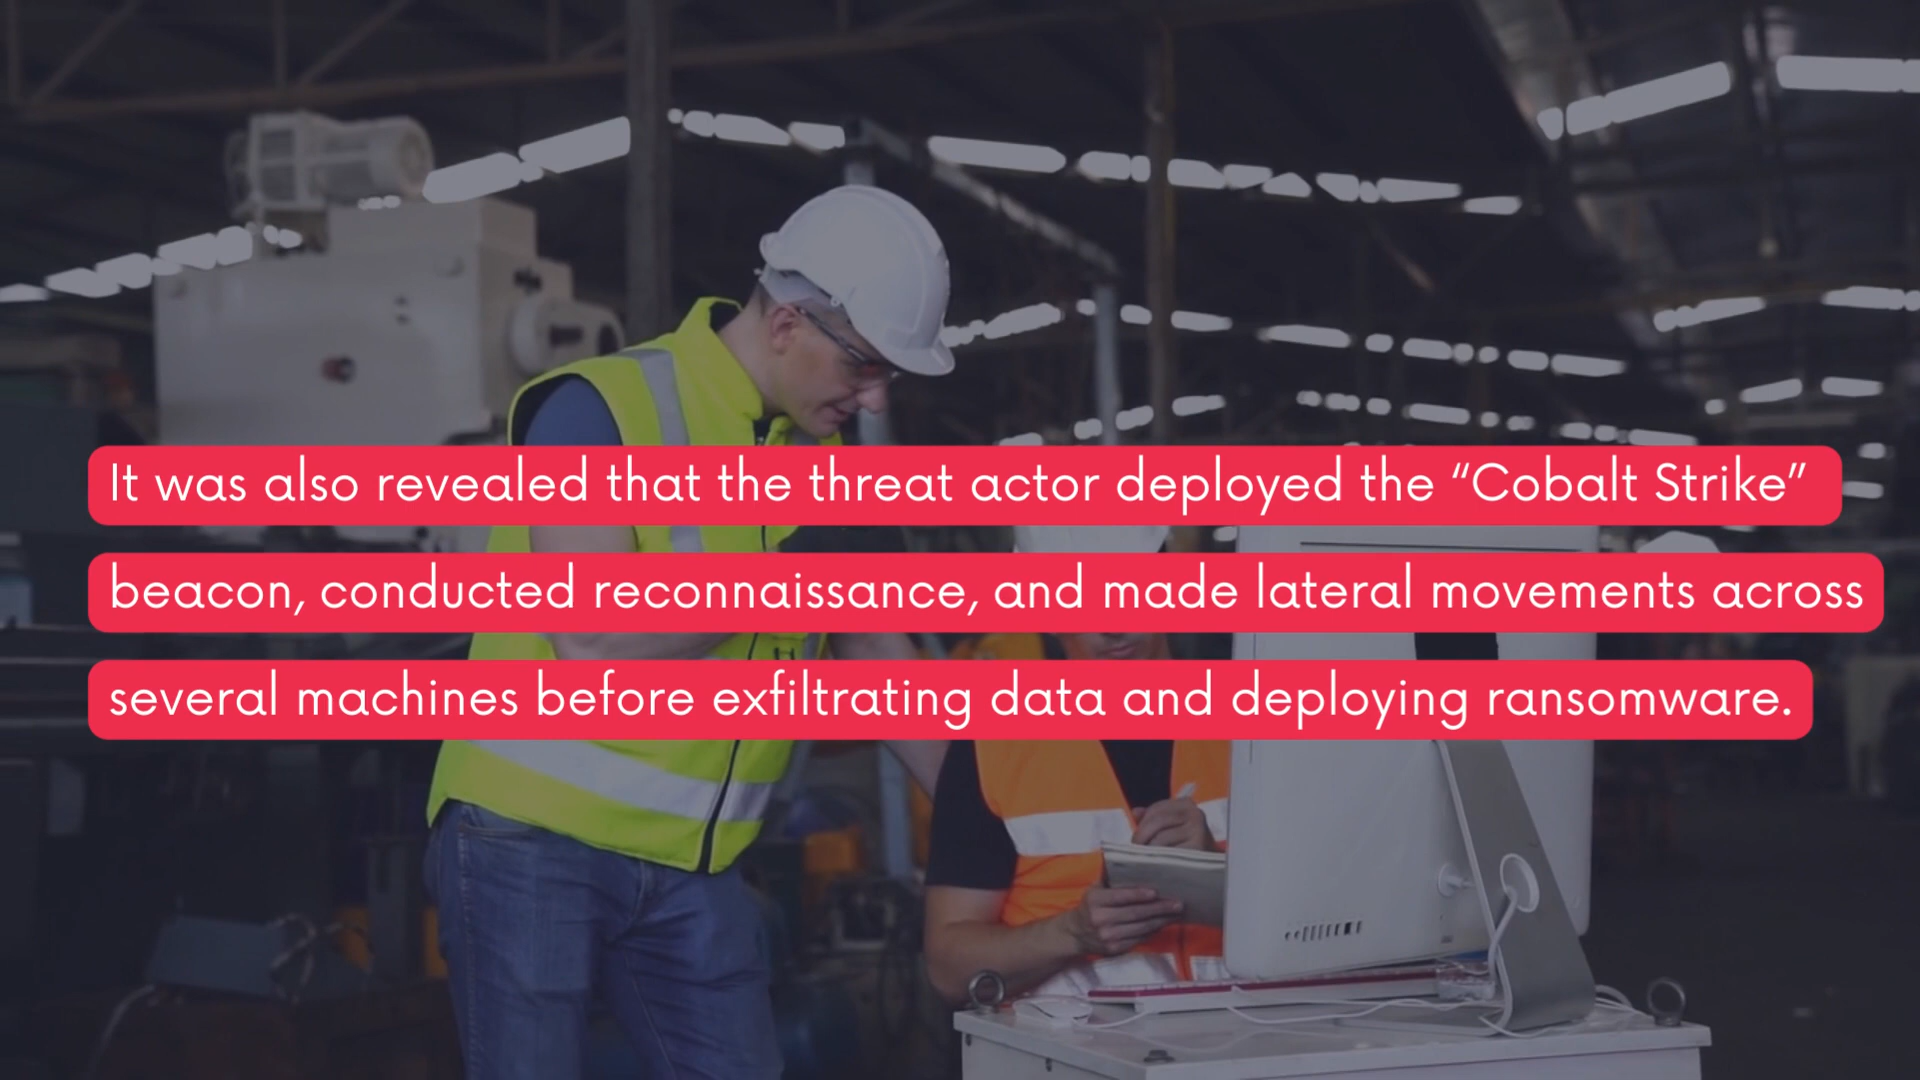 It was also revealed that the threat actor deployed the “Cobalt Strike”
beacon, conducted reconnaissance, and made lateral movements across
several machines before exfiltrating data and deploying ransomware.